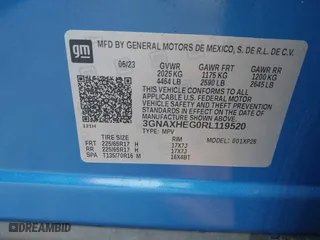 gm
MFD BY GENERAL MOTORS DE MEXICO, S. DE R.L. DE C.V.
06/23 GVWR GAWR FRT GAWR RR
2025 KG 1175 KG 1200 KG
4464 LB 2590 LB 2645 LB
THIS VEHICLE CONFORMS TO ALL APPLICABLE
U.S. FEDERAL MOTOR VEHICLE SAFETY AND THEFT
PREVENTION STANDARDS IN EFFECT ON THE DATE
OF MANUFACTURE SHOWN ABOVE.
3GNAXHEG0RL119520
TYPE: MPV
TIRE SIZE RIM MODEL:
FRT 225/65R17 H 17X7J
RR 225/65R17 H 17X7J
SPA T135/70R16 M 16X4BT